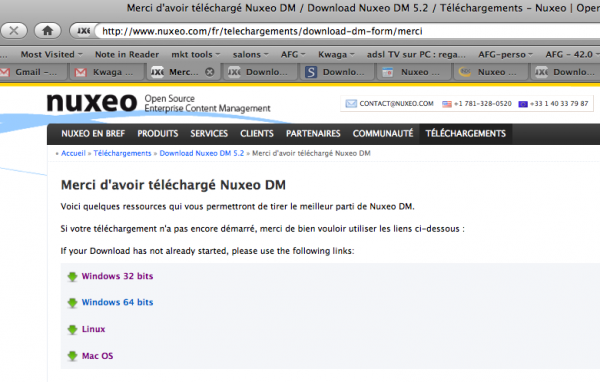 Merci d'avoir téléchargé Nuxeo DM / Download Nuxeo DM 5.2 / Téléchargements - Nuxeo | Open
http://www.nuxeo.com/fr/telechargements/download-dm-form/merci
Most Visited Note in Reader mkt tools salons AFG Kwaga adsl TV sur PC : rega... AFG-perso AFG - 42.0
Gmail -... Kwaga ... Merc... Downlo... Downlo... Nuxeo ... Nuxeo ... Downlo...
nuxeo Open Source
Enterprise Content Management
CONTACT@NUXEO.COM +1 781-328-0520 +33 1 40 33 79 87
NUXEO EN BREF PRODUITS SERVICES CLIENTS PARTENAIRES COMMUNAUTÉ TÉLÉCHARGEMENTS
» Accueil » Téléchargements » Download Nuxeo DM 5.2 » Merci d'avoir téléchargé Nuxeo DM
Merci d'avoir téléchargé Nuxeo DM
Voici quelques ressources qui vous permettront de tirer le meilleur parti de Nuxeo DM.
Si votre téléchargement n'a pas encore démarré, merci de bien vouloir utiliser les liens ci-dessous :
If your Download has not already started, please use the following links:
Windows 32 bits
Windows 64 bits
Linux
Mac OS